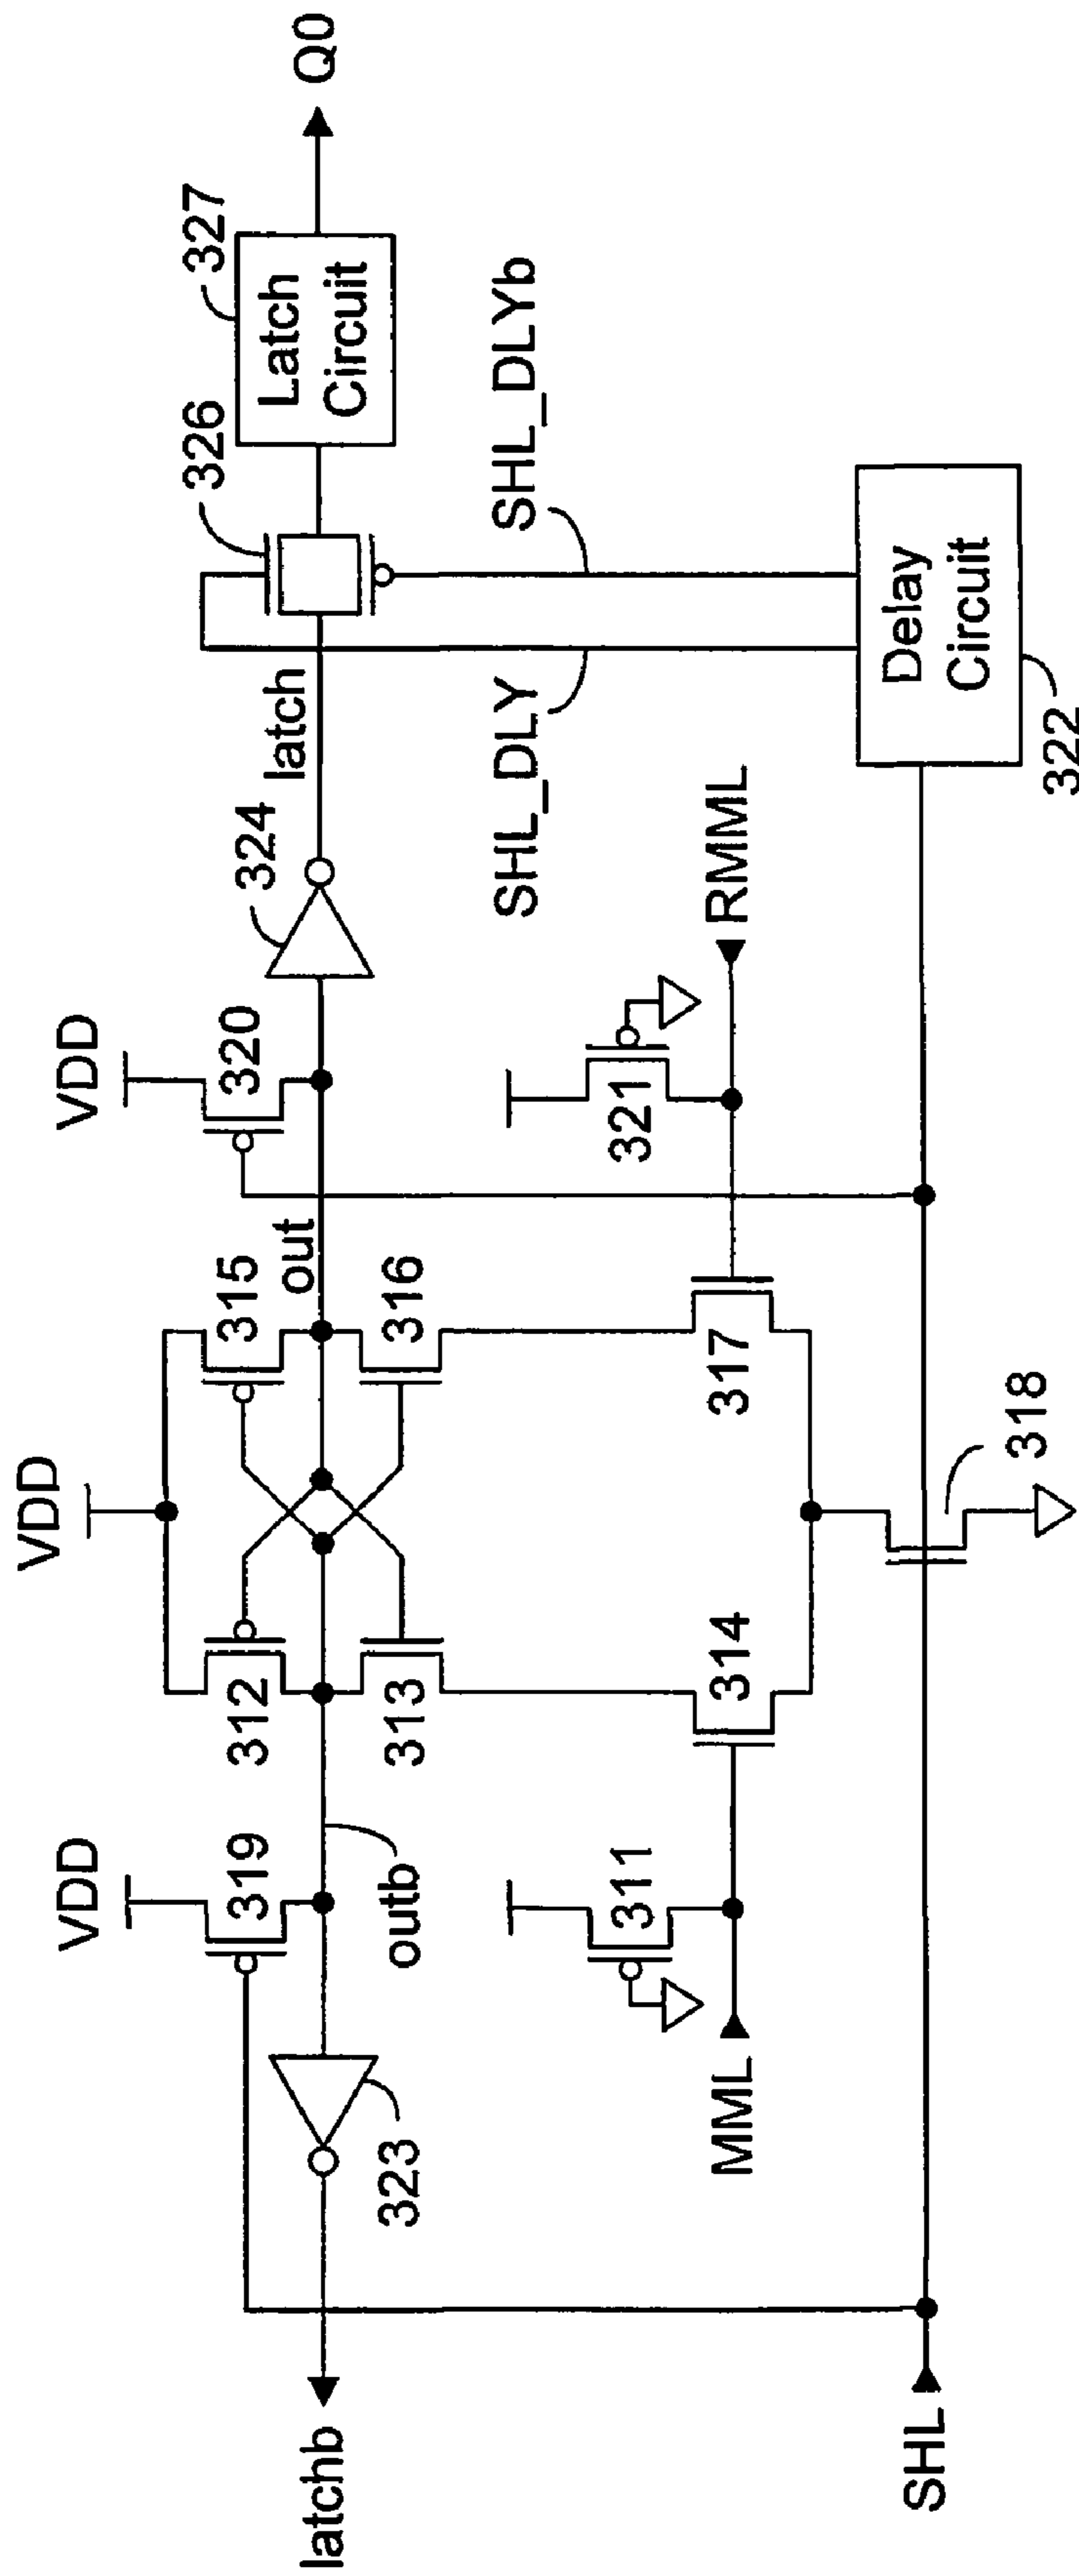 VDD
VDD
VDD
319
312
315
320
324
326
327
latchb
323
outb
313
316
out
latch
Latch
Circuit
Q0
MML
311
314
317
321
RMML
SHL_DLY
SHL_DLYb
SHL
318
Delay
Circuit
322